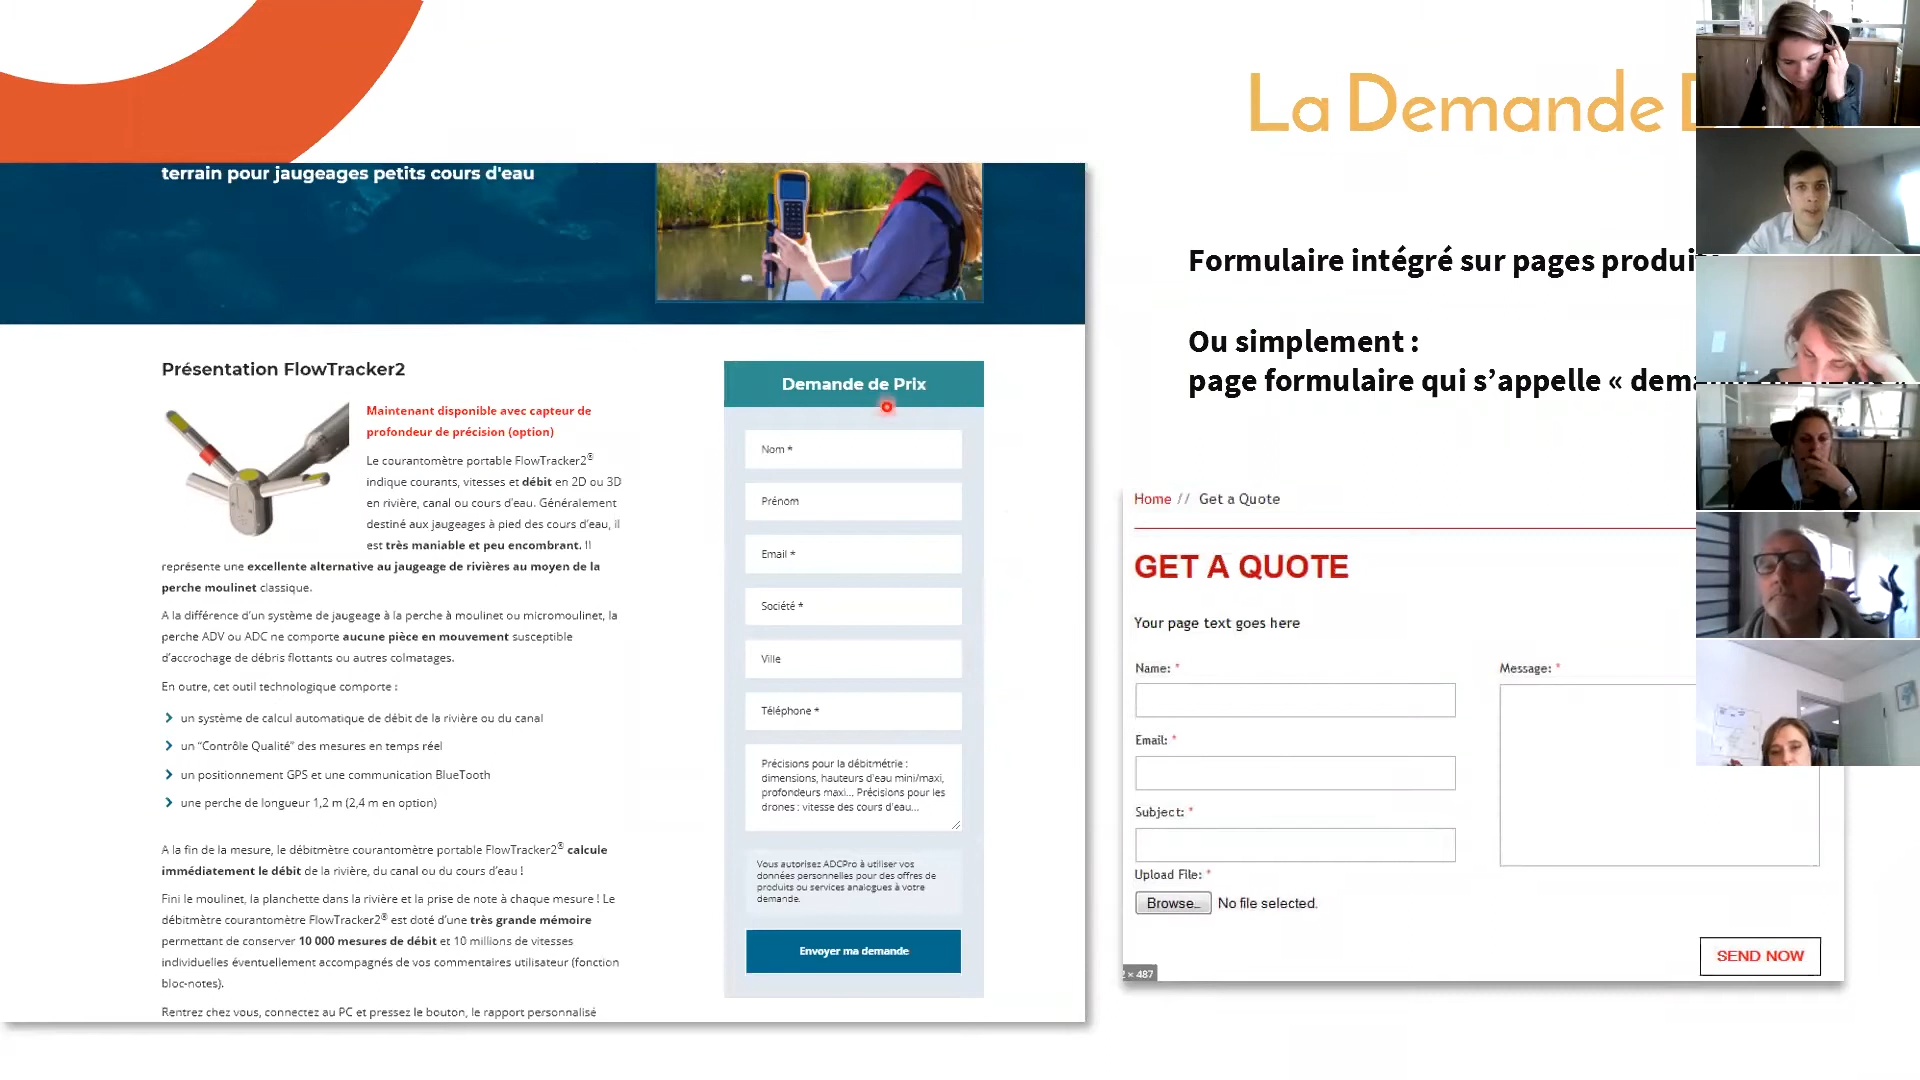 La Demande
Formulaire intégré sur pages
Ou simplement :
page formulaire qui s’appelle «
terrain pour jaugeages petits cours d'eau
Présentation FlowTracker2
Maintenant disponible avec capteur de
profondeur de précision (option)
Le courantomètre portable FlowTracker2®
indique courants, vitesses et débit en 2D ou 3D
en rivière, canal ou cours d'eau. Généralement
destiné aux jaugeages à pied des cours d’eau, il
est très maniable et peu encombrant. Il
représente une excellente alternative au jaugeage de rivières au moyen de la
perche moulinet classique.
A la différence d’un système de jaugeage à la perche à moulinet ou micromoulinet, la
perche ADV ou ADC ne comporte aucune pièce en mouvement susceptible
d’accrochage de débris flottants ou autres colmatages.
En outre, cet outil technologique comporte :
un système de calcul automatique de débit de la rivière ou du canal
un “Contrôle Qualité” des mesures en temps réel
un positionnement GPS et une communication BlueTooth
une perche de longueur 1,2 m (2,4 m en option)
A la fin de la mesure, le débitmètre courantomètre portable FlowTracker2® calcule
immédiatement le débit de la rivière, du canal ou du cours d’eau !
Fini le moulinet, la planchette dans la rivière et la prise de note à chaque mesure ! Le
débitmètre courantomètre FlowTracker2® est doté d’une très grande mémoire
permettant de conserver 10 000 mesures de débit et 10 millions de vitesses
individuelles éventuellement accompagnés de vos commentaires utilisateur (fonction
bloc-notes).
Rentrez chez vous, connectez au PC et pressez le bouton, le rapport personnalisé
Demande de Prix
Nom *
Prénom
Email *
Société *
Ville
Téléphone *
Précisions pour la débitmétrie :
dimensions, hauteurs d'eau mini/maxi,
profondeurs maxi... Précisions pour les
drones : vitesse des cours d'eau...
Vous autorisez ADCPro à utiliser vos
données personnelles pour des offres de
produits ou services analogues à votre
demande.
Envoyer ma demande
Home // Get a Quote
GET A QUOTE
Your page text goes here
Name: *
Email: *
Subject: *
Upload File: *
Browse... No file selected.
Message: *
SEND NOW
× 487